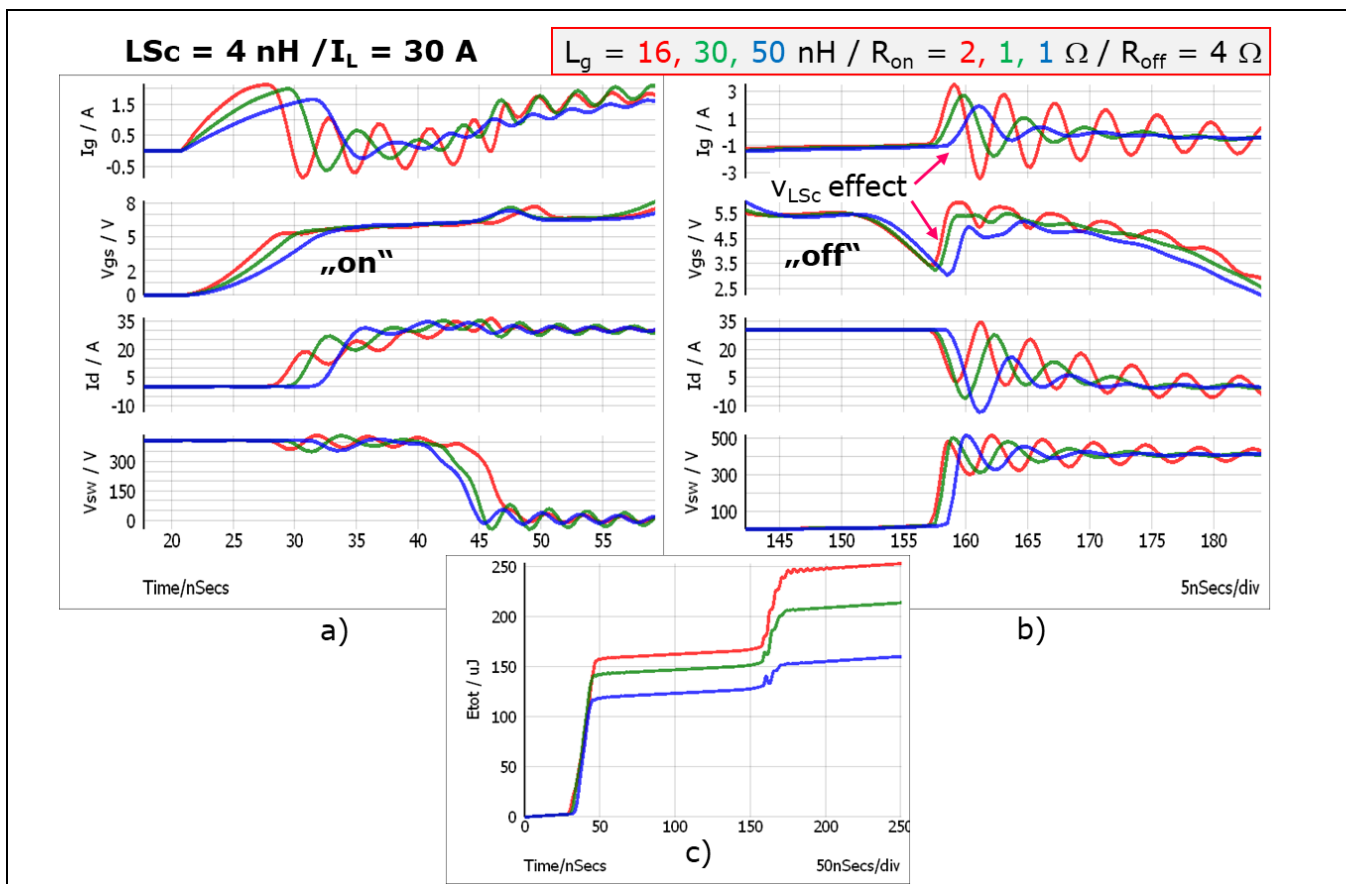 LSc = 4 nH /I_L = 30 A
L_g = 16, 30, 50 nH / R_on = 2, 1, 1 Ω / R_off = 4 Ω
Ig / A
1.5
0.5
-0.5
Vgs / V
8
5
2
0
„on“
Id / A
35
20
5
-10
Vsw / V
300
150
0
20 25 30 35 40 45 50 55
Time/nSecs
a)
Ig / A
3
1
-1
-3
v_LSc effect
Vgs / V
5.5
4.5
3.5
2.5
„off“
Id / A
35
20
5
-10
Vsw / V
500
300
100
145 150 155 160 165 170 175 180
5nSecs/div
b)
Etot / uJ
250
200
150
100
50
0
0 50 100 150 200 250
Time/nSecs
c)
50nSecs/div